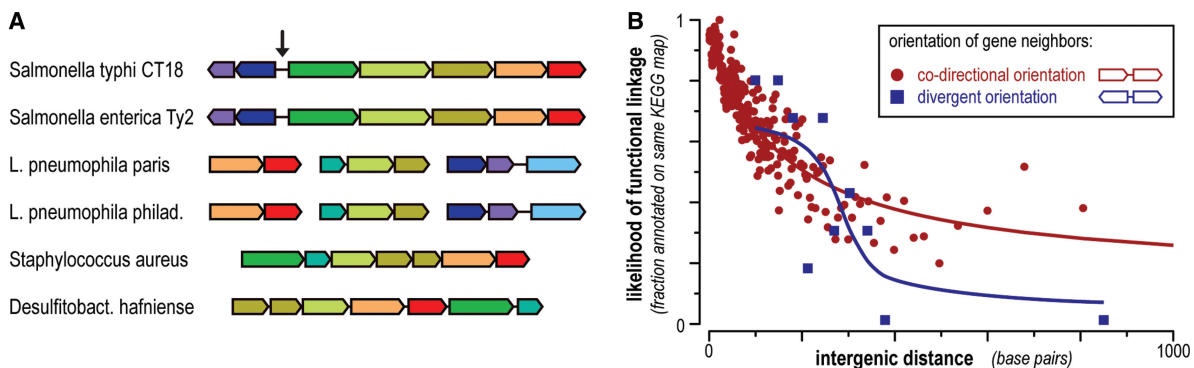 A
Salmonella typhi CT18
Salmonella enterica Ty2
L. pneumophila paris
L. pneumophila philad.
Staphylococcus aureus
Desulfitobact. hafniense
B
likelihood of functional linkage
(fraction annotated on same KEGG map)
1
0
orientation of gene neighbors:
co-directional orientation
divergent orientation
0
1000
intergenic distance (base pairs)